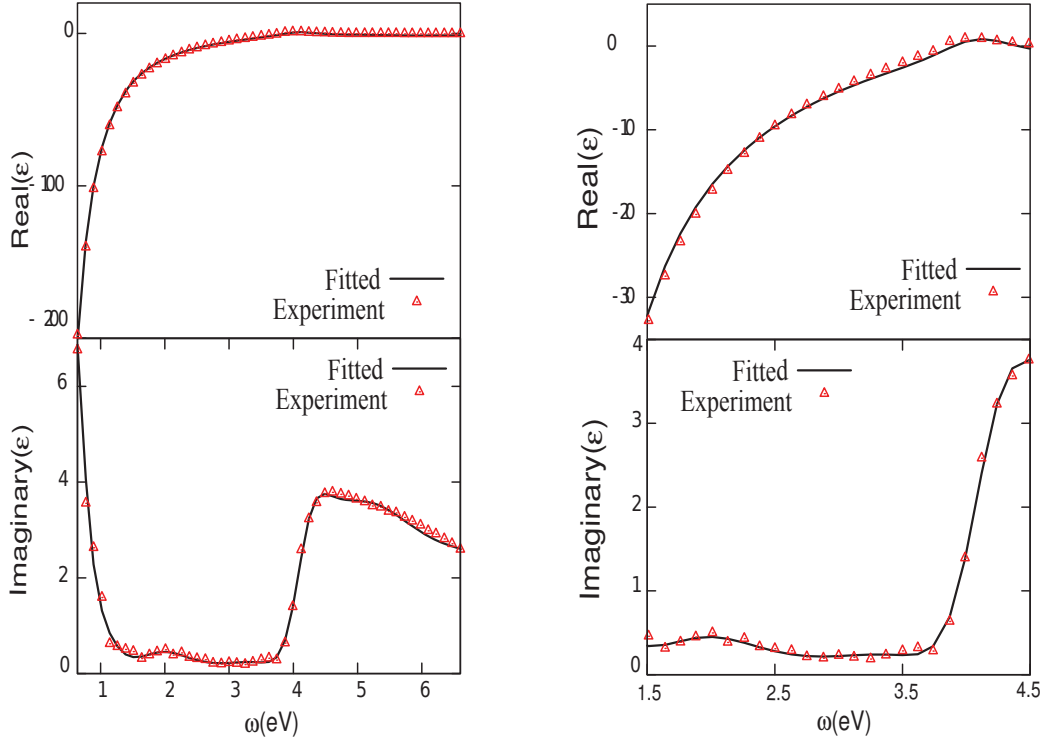 0
-100
-200
Real(ε)
Fitted
Experiment
6
4
2
0
Imaginary(ε)
Fitted
Experiment
1 2 3 4 5 6
ω(eV)
0
-10
-20
-30
Real(ε)
Fitted
Experiment
4
3
2
1
0
Imaginary(ε)
Fitted
Experiment
1.5 2.5 3.5 4.5
ω(eV)